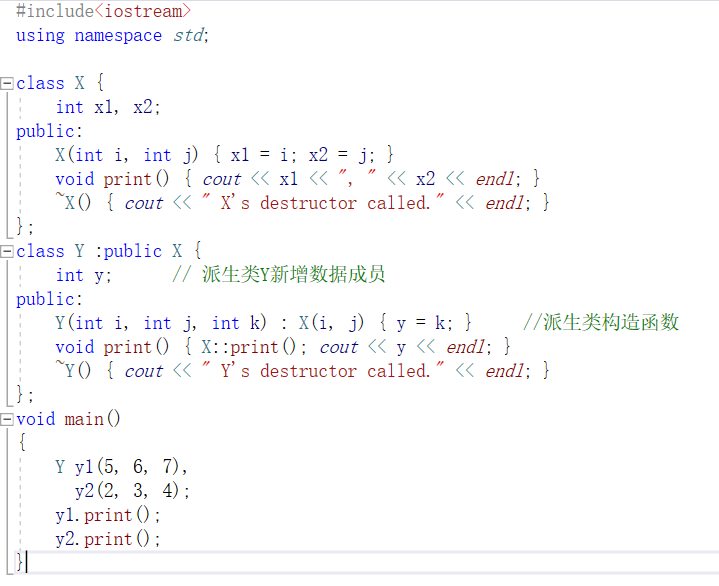 #include<iostream>
using namespace std;
class X {
int x1, x2;
public:
X(int i, int j) { x1 = i; x2 = j; }
void print() { cout << x1 << ", " << x2 << endl; }
~X() { cout << " X's destructor called." << endl; }
};
class Y :public X {
int y; // 派生类Y新增数据成员
public:
Y(int i, int j, int k) : X(i, j) { y = k; } //派生类构造函数
void print() { X::print(); cout << y << endl; }
~Y() { cout << " Y's destructor called." << endl; }
};
void main()
{
Y y1(5, 6, 7),
y2(2, 3, 4);
y1.print();
y2.print();
}